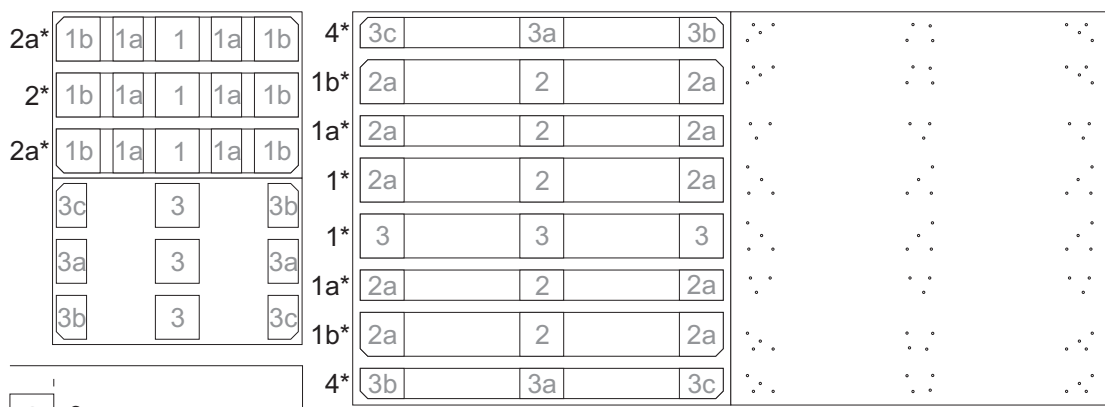 2a* 1b 1a 1 1a 1b
2* 1b 1a 1 1a 1b
2a* 1b 1a 1 1a 1b
3c 3 3b
3a 3 3a
3b 3 3c
4* 3c 3a 3b
1b* 2a 2 2a
1a* 2a 2 2a
1* 2a 2 2a
1* 3 3 3
1a* 2a 2 2a
1b* 2a 2 2a
4* 3b 3a 3c